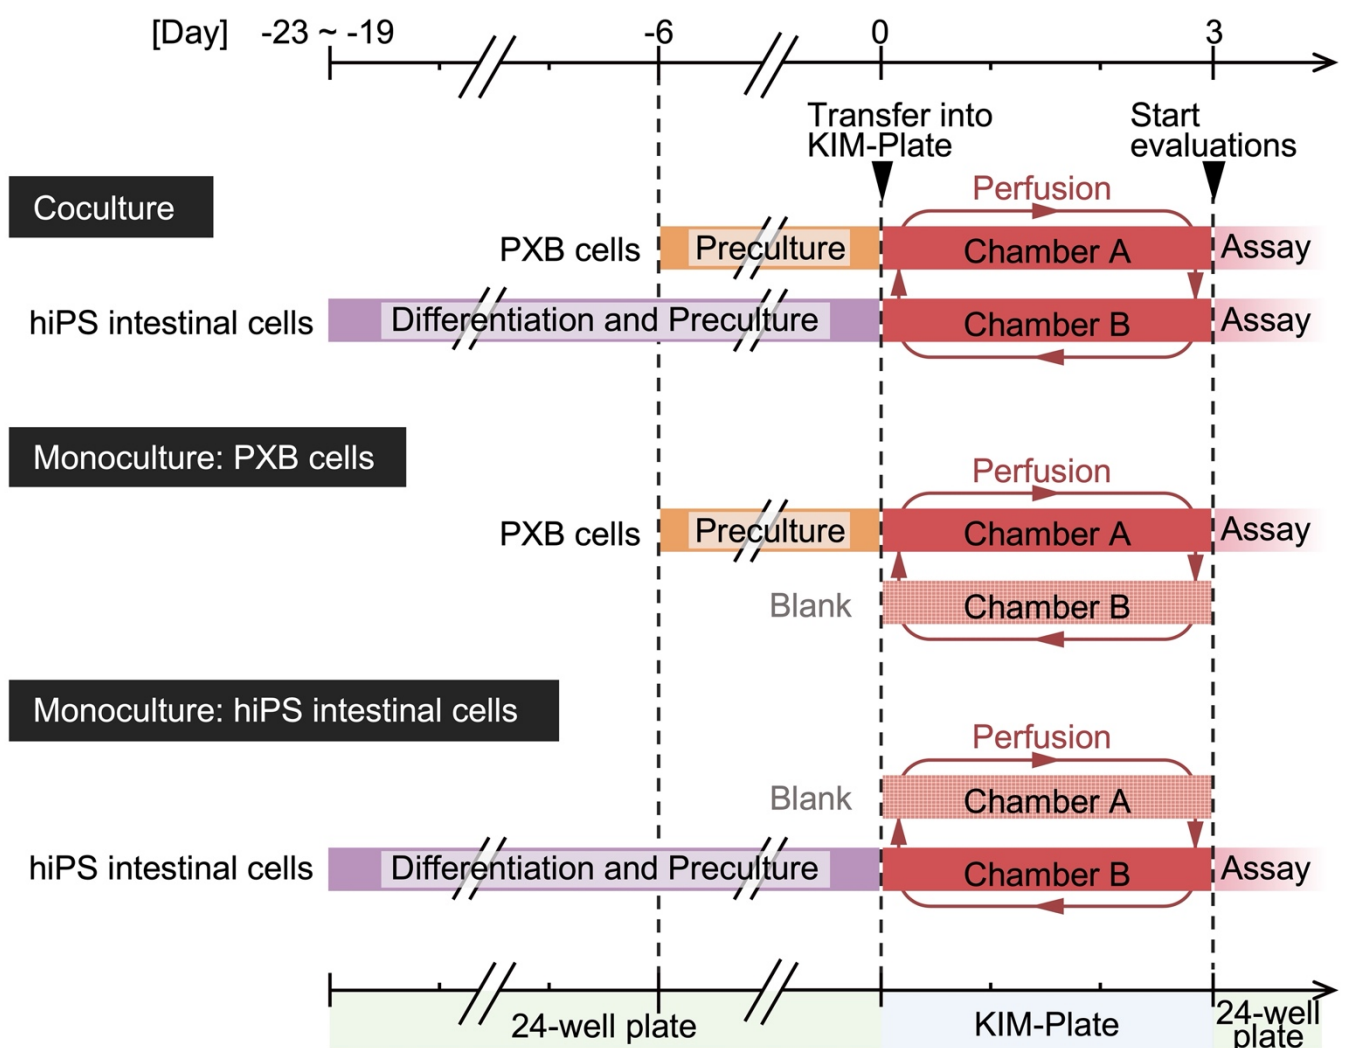 [Day] -23 ~ -19 -6 0 3
Transfer into
KIM-Plate
Start
evaluations
Coculture
Perfusion
PXB cells Preculture Chamber A Assay
hiPS intestinal cells Differentiation and Preculture Chamber B Assay
Monoculture: PXB cells
Perfusion
PXB cells Preculture Chamber A Assay
Blank Chamber B
Monoculture: hiPS intestinal cells
Perfusion
Blank Chamber A
hiPS intestinal cells Differentiation and Preculture Chamber B Assay
24-well plate KIM-Plate 24-well
plate